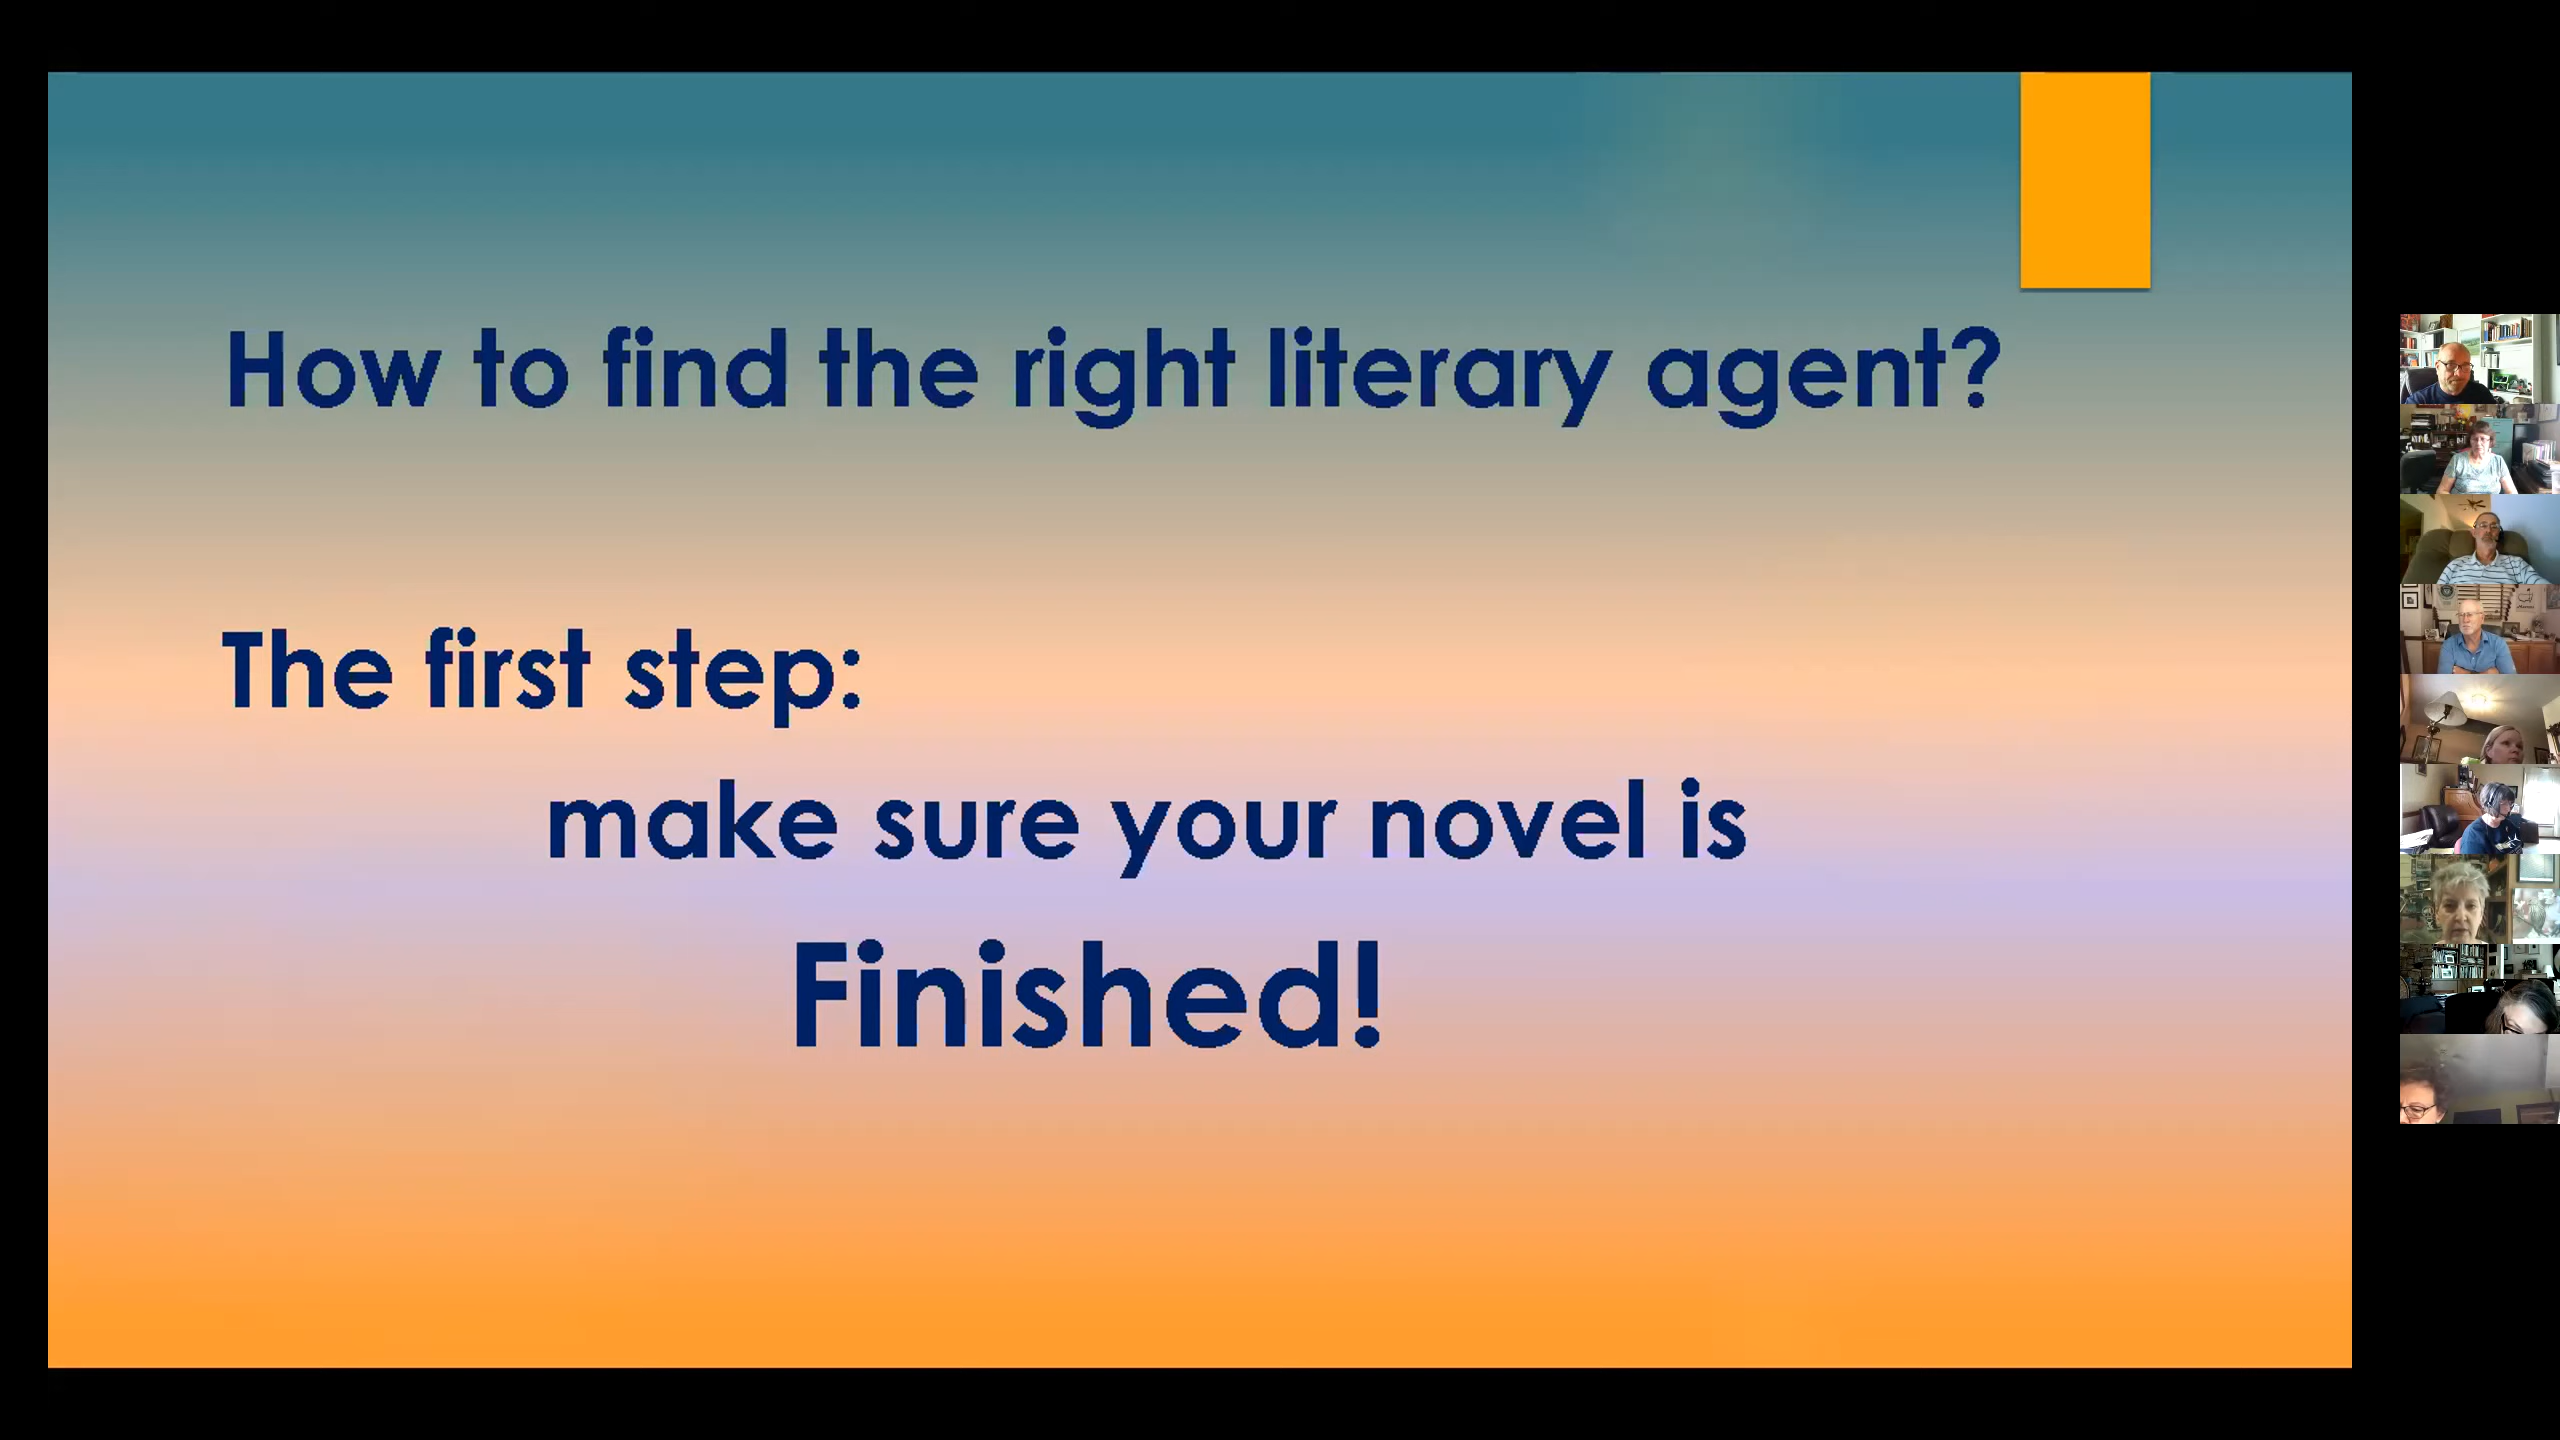 How to find the right literary agent?
The first step:
make sure your novel is
Finished!